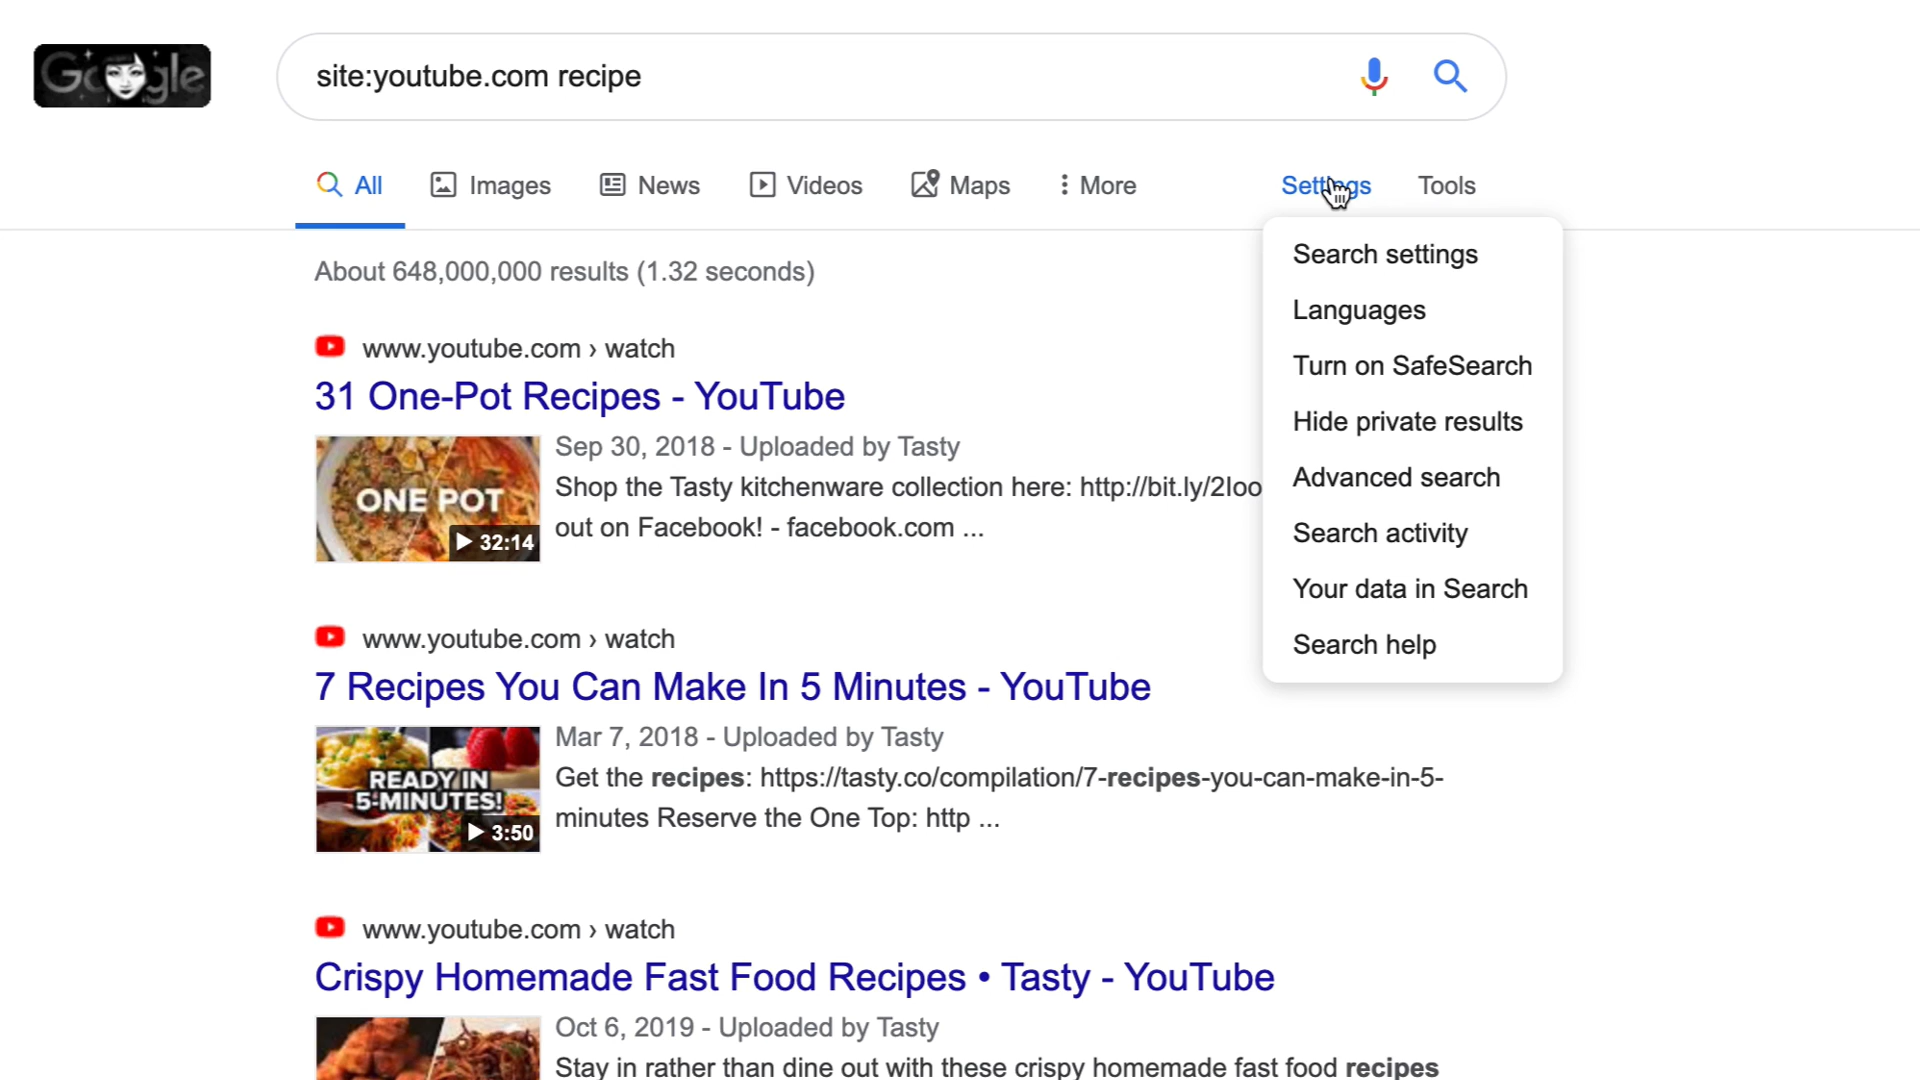 Google
site:youtube.com recipe
All Images News Videos Maps More Settings Tools
Search settings
Languages
Turn on SafeSearch
Hide private results
Advanced search
Search activity
Your data in Search
Search help
About 648,000,000 results (1.32 seconds)
www.youtube.com › watch
31 One-Pot Recipes - YouTube
ONE POT
32:14
Sep 30, 2018 - Uploaded by Tasty
Shop the Tasty kitchenware collection here: http://bit.ly/2Ioo
out on Facebook! - facebook.com ...
www.youtube.com › watch
7 Recipes You Can Make In 5 Minutes - YouTube
READY IN
5-MINUTES!
3:50
Mar 7, 2018 - Uploaded by Tasty
Get the recipes: https://tasty.co/compilation/7-recipes-you-can-make-in-5-
minutes Reserve the One Top: http ...
www.youtube.com › watch
Crispy Homemade Fast Food Recipes • Tasty - YouTube
Oct 6, 2019 - Uploaded by Tasty
Stay in rather than dine out with these crispy homemade fast food recipes